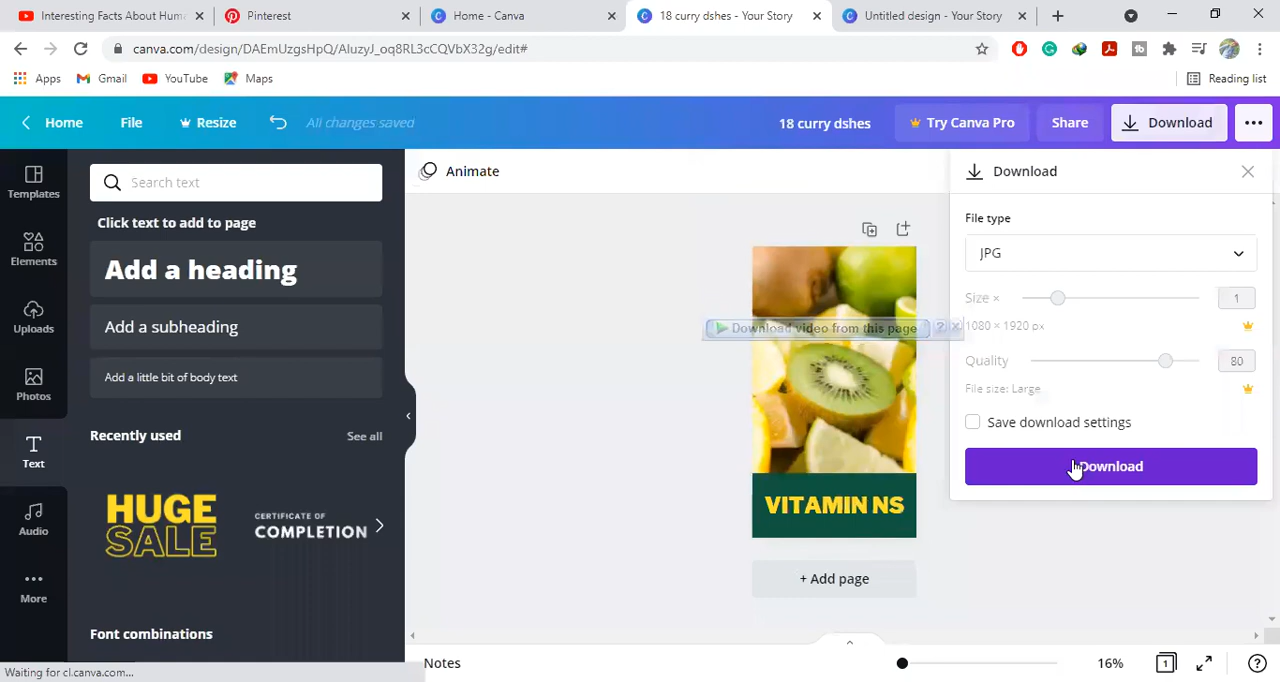 Interesting Facts About Hum
Pinterest
Home - Canva
18 curry dshes - Your Story
Untitled design - Your Story
canva.com/design/DAEmUzgsHpQ/AIuzyJ_oq8RL3cCQVbX32g/edit#
Apps
Gmail
YouTube
Maps
Reading list
Home
File
Resize
All changes saved
18 curry dshes
Try Canva Pro
Share
Download
Templates
Elements
Uploads
Photos
Text
Audio
More
Search text
Click text to add to page
Add a heading
Add a subheading
Add a little bit of body text
Recently used
See all
HUGE
SALE
CERTIFICATE OF
COMPLETION
Font combinations
Animate
Download video from this page
VITAMIN NS
+ Add page
Download
File type
JPG
Size ×
1
1080 × 1920 px
Quality
80
File size: Large
Save download settings
Download
Waiting for cl.canva.com...
Notes
16%
1